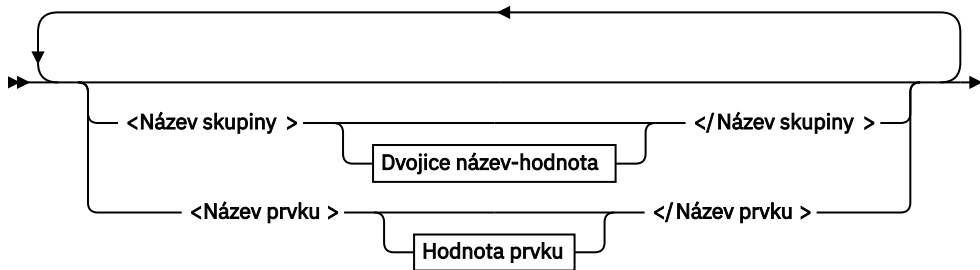 <Název skupiny > </Název skupiny >
Dvojice název-hodnota
<Název prvku > </Název prvku >
Hodnota prvku